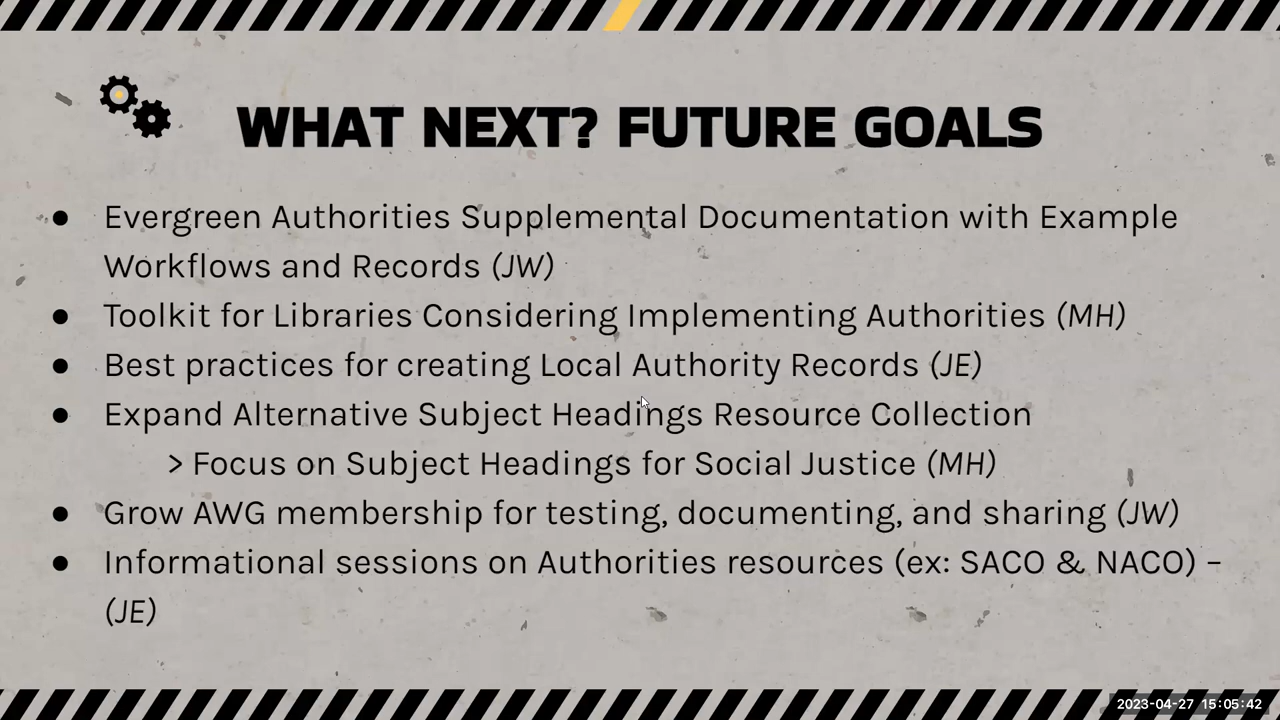 WHAT NEXT? FUTURE GOALS
● Evergreen Authorities Supplemental Documentation with Example
Workflows and Records (JW)
● Toolkit for Libraries Considering Implementing Authorities (MH)
● Best practices for creating Local Authority Records (JE)
● Expand Alternative Subject Headings Resource Collection
> Focus on Subject Headings for Social Justice (MH)
● Grow AWG membership for testing, documenting, and sharing (JW)
● Informational sessions on Authorities resources (ex: SACO & NACO) –
(JE)
2023-04-27 15:05:42